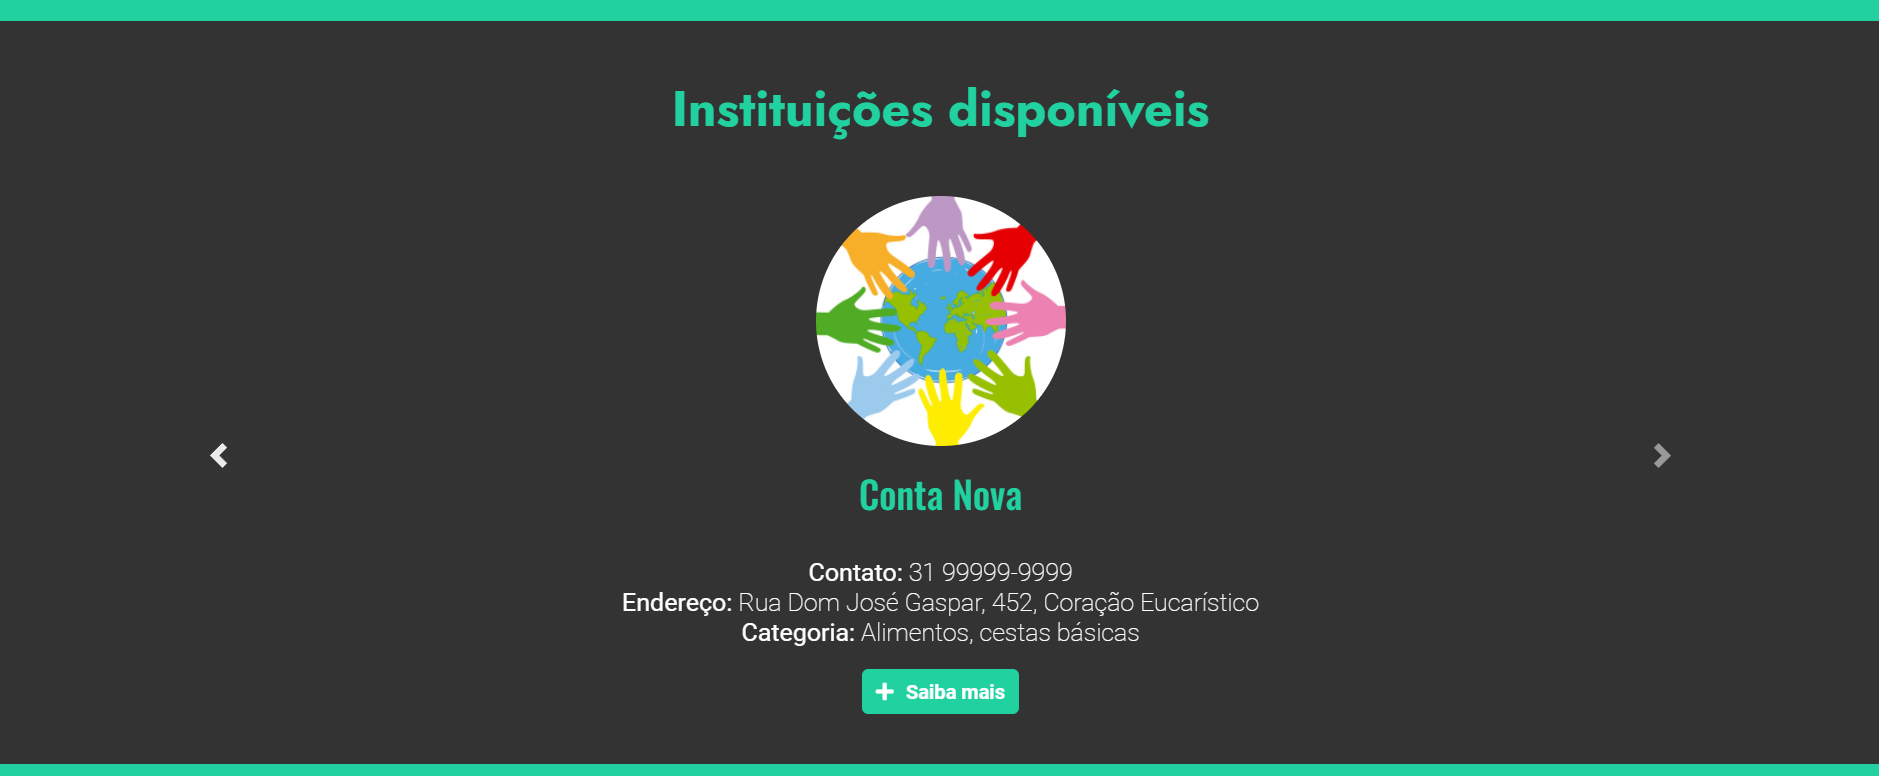 Instituições disponíveis
Conta Nova
Contato: 31 99999-9999
Endereço: Rua Dom José Gaspar, 452, Coração Eucarístico
Categoria: Alimentos, cestas básicas
Saiba mais